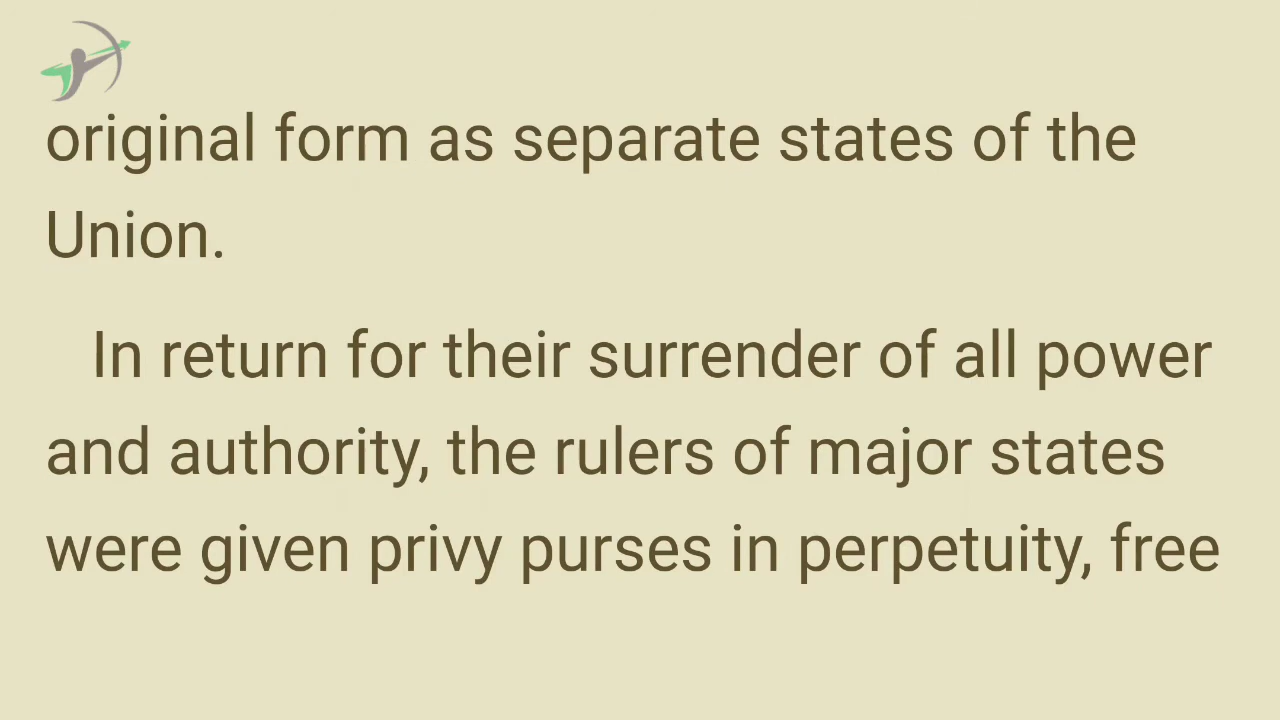 original form as separate states of the
Union.
In return for their surrender of all power
and authority, the rulers of major states
were given privy purses in perpetuity, free